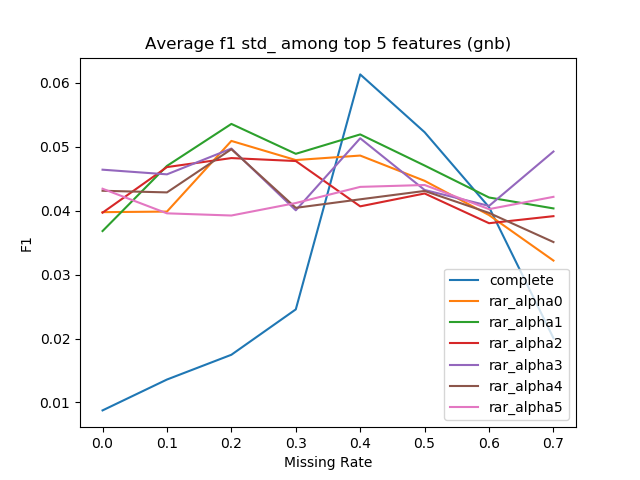 Average f1 std_ among top 5 features (gnb)
F1
0.06
0.05
0.04
0.03
0.02
0.01
complete
rar_alpha0
rar_alpha1
rar_alpha2
rar_alpha3
rar_alpha4
rar_alpha5
0.0 0.1 0.2 0.3 0.4 0.5 0.6 0.7
Missing Rate